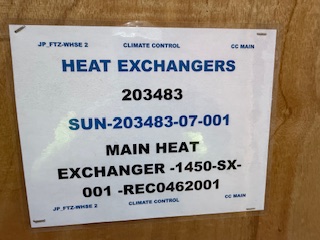 JP_FTZ-WHSE 2 CLIMATE CONTROL CC MAIN
HEAT EXCHANGERS
203483
SUN-203483-07-001
MAIN HEAT
EXCHANGER -1450-SX-
001 -REC0462001
JP_FTZ-WHSE 2 CLIMATE CONTROL CC MAIN